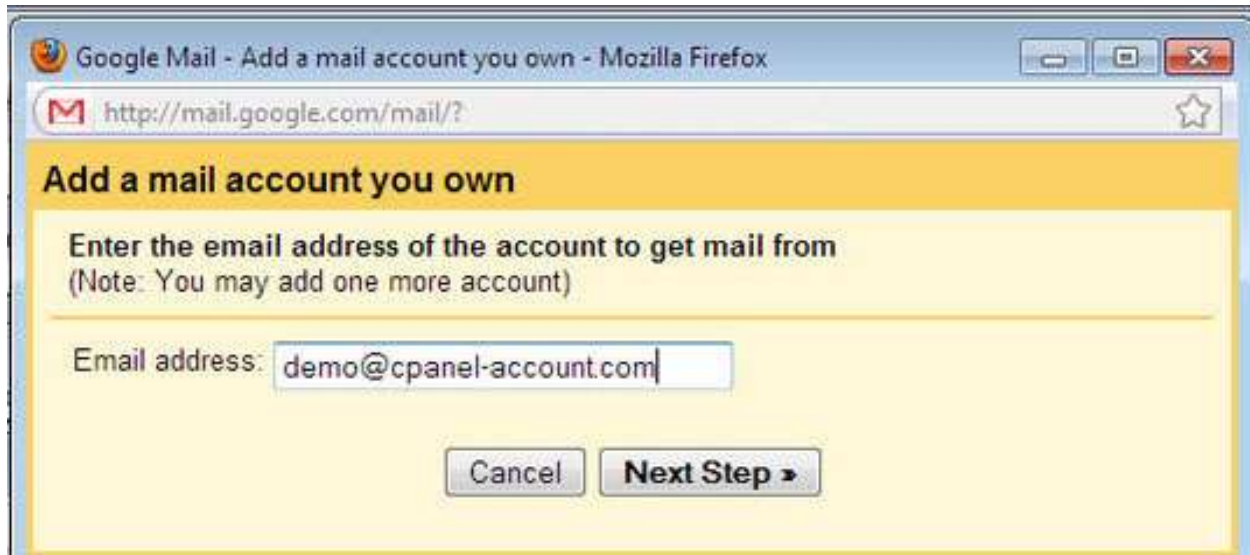 Google Mail - Add a mail account you own - Mozilla Firefox
http://mail.google.com/mail/?
Add a mail account you own
Enter the email address of the account to get mail from
(Note: You may add one more account)
Email address: demo@cpanel-account.com
Cancel Next Step »